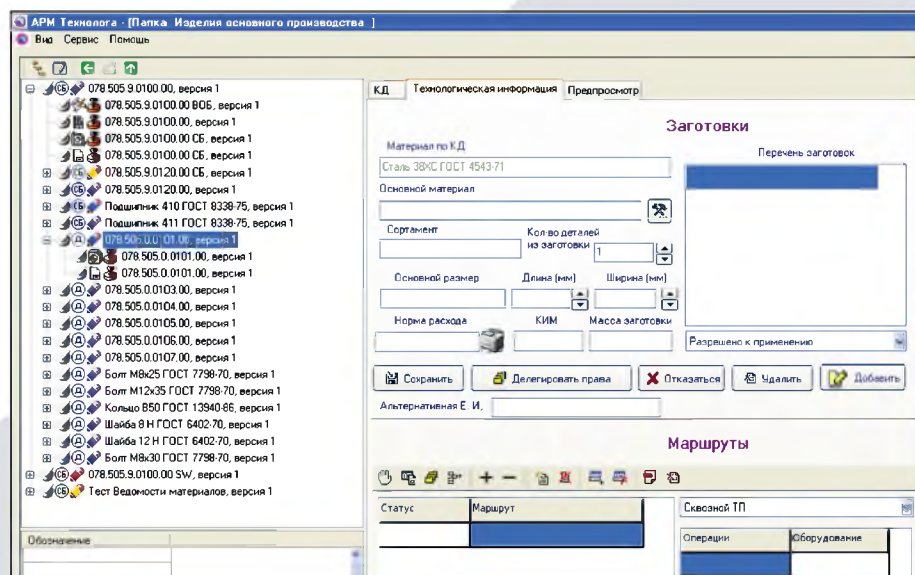 АРМ Технолога - [Папка Изделия основного производства ]
Вид Сервис Помощь
078.505.9.0100.00, версия 1
078.505.9.0100.00 ВОБ, версия 1
078.505.9.0100.00, версия 1
078.505.9.0100.00 СБ, версия 1
078.505.9.0100.00 СБ, версия 1
078.505.9.0120.00 СБ, версия 1
078.505.9.0120.00, версия 1
Подшипник 410 ГОСТ 8338-75, версия 1
Подшипник 411 ГОСТ 8338-75, версия 1
078.505.0.0101.00, версия 1
078.505.0.0101.00, версия 1
078.505.0.0101.00, версия 1
078.505.0.0103.00, версия 1
078.505.0.0104.00, версия 1
078.505.0.0105.00, версия 1
078.505.0.0106.00, версия 1
078.505.0.0107.00, версия 1
Болт М8х25 ГОСТ 7798-70, версия 1
Болт М12х35 ГОСТ 7798-70, версия 1
Кольцо В50 ГОСТ 13940-86, версия 1
Шайба 8 Н ГОСТ 6402-70, версия 1
Шайба 12 Н ГОСТ 6402-70, версия 1
Болт М8х30 ГОСТ 7798-70, версия 1
078.505.9.0100.00 SW, версия 1
Тест Ведомости материалов, версия 1
Обозначение
КД Технологическая информация Предпросмотр
Заготовки
Материал по КД
Сталь 38ХС ГОСТ 4543-71
Перечень заготовок
Основной материал
Сортамент
Кол-во деталей
из заготовки 1
Основной размер Длина (мм) Ширина (мм)
Норма расхода КИМ Масса заготовки
Разрешено к применению
Сохранить Делегировать права Отказаться Удалить Добавить
Альтернативная Е. И.
Маршруты
Статус Маршрут
Сквозной ТП
Операции Оборудование